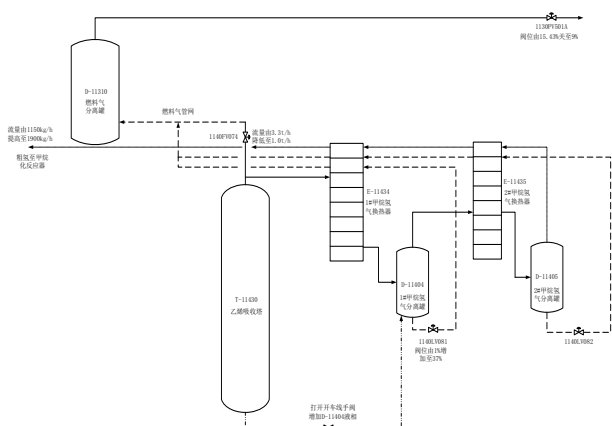 1130PV501A
阀位由15.43%关至9%
D-11310
燃料气
分离罐
燃料气管网
流量由1150kg/h
提高至1900kg/h
粗氢至甲烷
化反应器
1140FV074
流量由3.3t/h
降低至1.0t/h
E-11434
1#甲烷氢
气换热器
E-11435
2#甲烷氢
气换热器
T-11430
乙烯吸收塔
D-11404
1#甲烷氢
气分离罐
D-11405
2#甲烷氢
气分离罐
1140LV081
阀位由1%增
加至37%
1140LV082
打开开车线手阀
增加D-11404液相